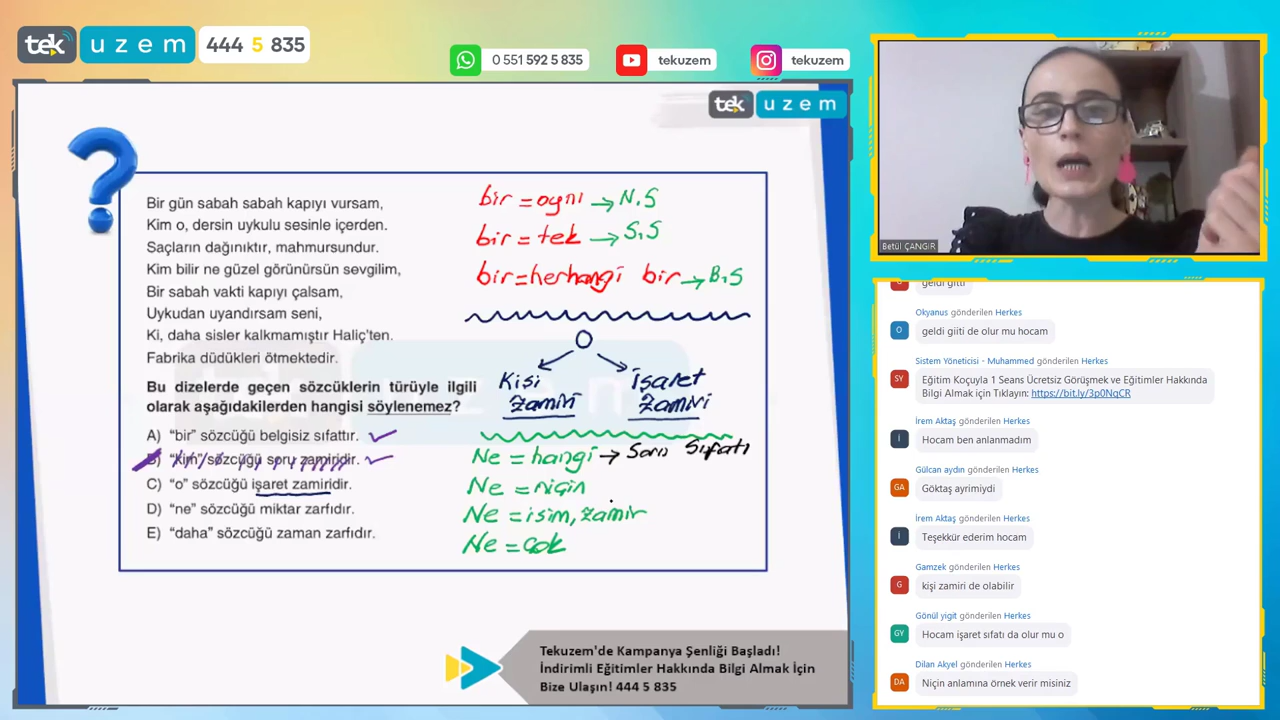 tek uzem 444 5 835
0 551 592 5 835
tekuzem
tekuzem
tek uzem
Bir gün sabah sabah kapıyı vursam,
Kim o, dersin uykulu sesinle içerden.
Saçların dağınıktır, mahmursundur.
Kim bilir ne güzel görünürsün sevgilim,
Bir sabah vakti kapıyı çalsam,
Uykudan uyandırsam seni,
Ki, daha sisler kalkmamıştır Haliç'ten.
Fabrika düdükleri ötmektedir.
Bu dizelerde geçen sözcüklerin türüyle ilgili
olarak aşağıdakilerden hangisi söylenemez?
A) "bir" sözcüğü belgisiz sıfattır.
B) "kim" sözcüğü soru zamiridir.
C) "o" sözcüğü işaret zamiridir.
D) "ne" sözcüğü miktar zarfıdır.
E) "daha" sözcüğü zaman zarfıdır.
bir = aynı → N.S
bir = tek → S.S
bir = herhangi bir → B.S
O
Kişi zamiri
İşaret zamiri
Ne = hangi → Soru Sıfatı
Ne = niçin
Ne = isim, zamir
Ne = çok
Tekuzem'de Kampanya Şenliği Başladı!
İndirimli Eğitimler Hakkında Bilgi Almak İçin
Bize Ulaşın! 444 5 835
Betül ÇANGIR
geldi gitti
Okyanus gönderilen Herkes
O
geldi giiti de olur mu hocam
Sistem Yöneticisi - Muhammed gönderilen Herkes
SY
Eğitim Koçuyla 1 Seans Ücretsiz Görüşmek ve Eğitimler Hakkında
Bilgi Almak için Tıklayın: https://bit.ly/3p0NqCR
İrem Aktaş gönderilen Herkes
İ
Hocam ben anlanmadım
Gülcan aydın gönderilen Herkes
GA
Göktaş ayrimiydi
İrem Aktaş gönderilen Herkes
İ
Teşekkür ederim hocam
Gamzek gönderilen Herkes
G
kişi zamiri de olabilir
Gönül yigit gönderilen Herkes
GY
Hocam işaret sıfatı da olur mu o
Dilan Akyel gönderilen Herkes
DA
Niçin anlamına örnek verir misiniz